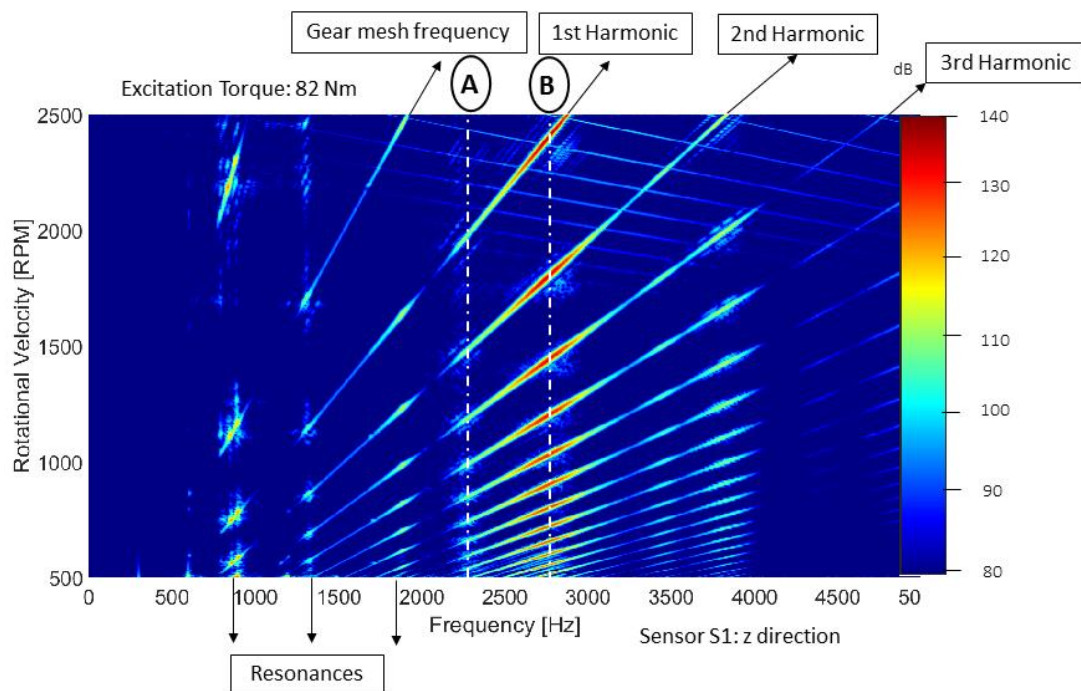 Gear mesh frequency
1st Harmonic
2nd Harmonic
3rd Harmonic
Excitation Torque: 82 Nm
A
B
dB
2500
2000
1500
1000
500
Rotational Velocity [RPM]
140
130
120
110
100
90
80
0 500 1000 1500 2000 2500 3000 3500 4000 4500 50
Frequency [Hz]
Sensor S1: z direction
Resonances